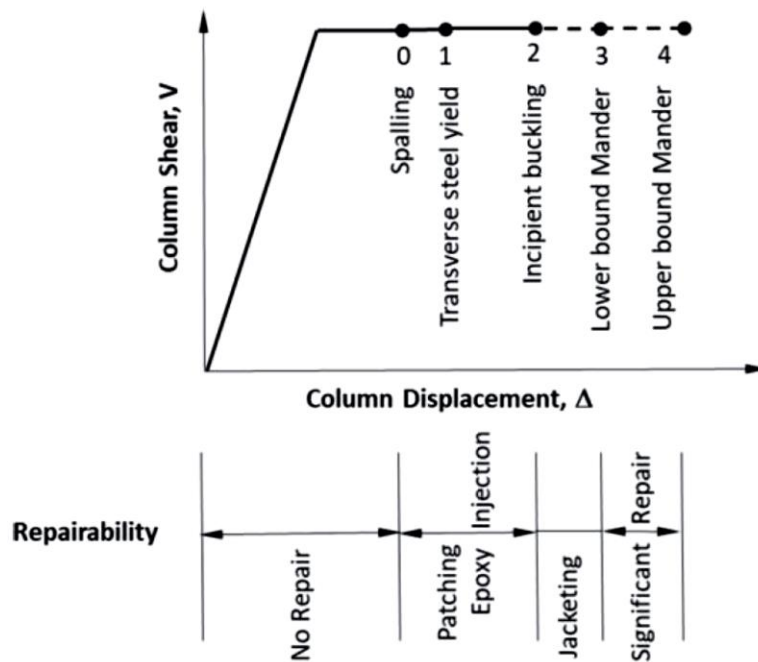 Column Shear, V
0
1
2
3
4
Spalling
Transverse steel yield
Incipient buckling
Lower bound Mander
Upper bound Mander
Column Displacement, Δ
Repairability
No Repair
Patching
Epoxy Injection
Jacketing
Significant Repair